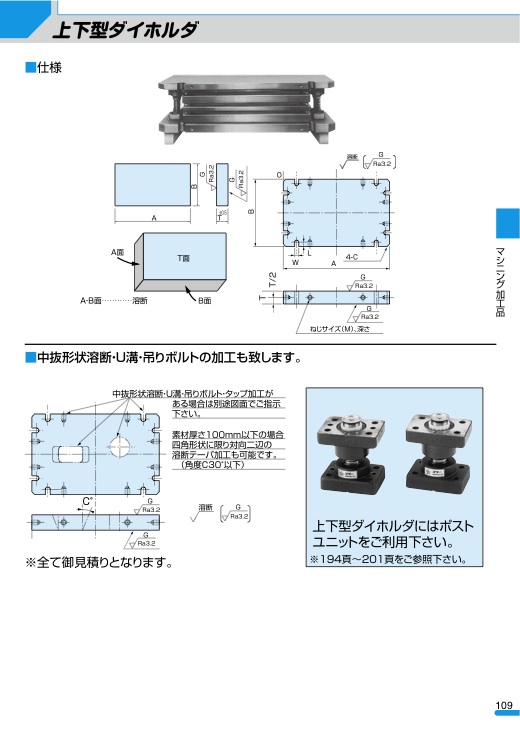 上下型ダイホルダ
■仕様
溶断
G
Ra3.2
B
A
G
Ra3.2
G
Ra3.2
T
O
B
L
W
A
4-C
A面
T面
B面
A-B面…………溶断
T/2
T
G
Ra3.2
G
Ra3.2
ねじサイズ(M)、深さ
マシニング加工品
■中抜形状溶断・U溝・吊りボルトの加工も致します。
中抜形状溶断・U溝・吊りボルト・タップ加工が
ある場合は別途図面でご指示
下さい。
素材厚さ100mm以下の場合
四角形状に限り対向二辺の
溶断テーパ加工も可能です。
(角度C30°以下)
C°
G
Ra3.2
G
Ra3.2
溶断
G
Ra3.2
※全て御見積りとなります。
上下型ダイホルダにはポスト
ユニットをご利用下さい。
※194頁～201頁をご参照下さい。
109